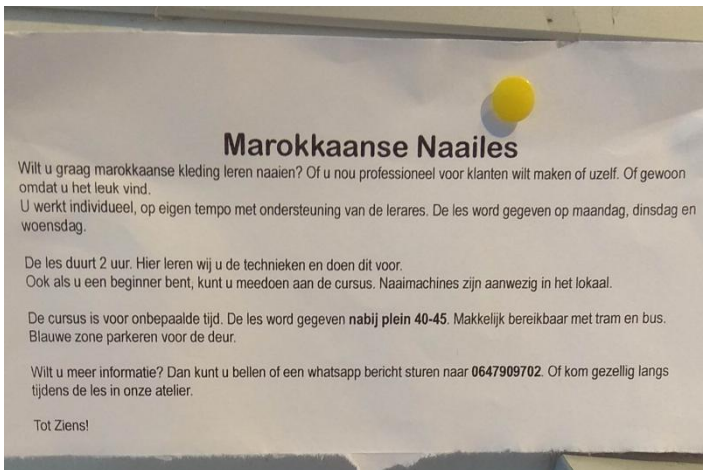 Marokkaanse Naailes
Wilt u graag marokkaanse kleding leren naaien? Of u nou professioneel voor klanten wilt maken of uzelf. Of gewoon
omdat u het leuk vind.
U werkt individueel, op eigen tempo met ondersteuning van de lerares. De les word gegeven op maandag, dinsdag en
woensdag.
De les duurt 2 uur. Hier leren wij u de technieken en doen dit voor.
Ook als u een beginner bent, kunt u meedoen aan de cursus. Naaimachines zijn aanwezig in het lokaal.
De cursus is voor onbepaalde tijd. De les word gegeven nabij plein 40-45. Makkelijk bereikbaar met tram en bus.
Blauwe zone parkeren voor de deur.
Wilt u meer informatie? Dan kunt u bellen of een whatsapp bericht sturen naar 0647909702. Of kom gezellig langs
tijdens de les in onze atelier.
Tot Ziens!